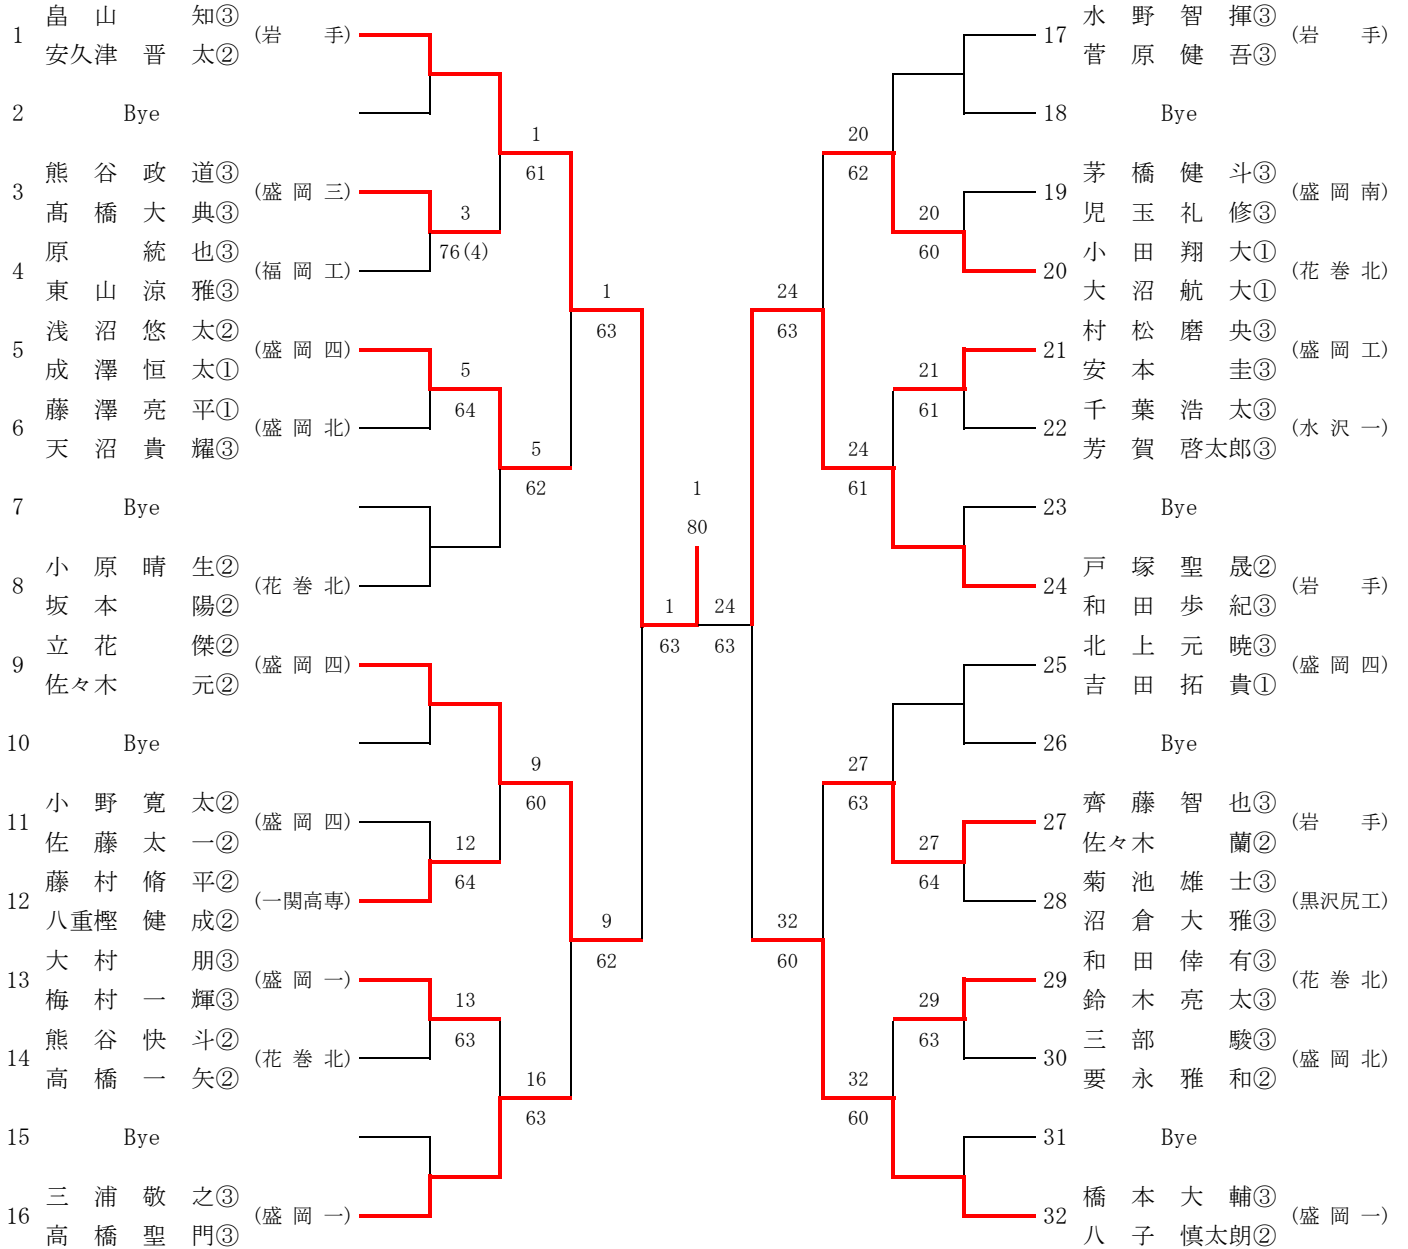 1 畠山 知③ (岩手)
安久津 晋太②
2 Bye
3 熊谷 政道③ (盛岡三)
髙橋 大典③
4 原 統也③ (福岡工)
東山 涼雅③
5 浅沼 悠太② (盛岡四)
成澤 恒太①
6 藤澤 亮平① (盛岡北)
天沼 貴耀③
7 Bye
8 小原 晴生② (花巻北)
坂本 陽②
9 立花 傑② (盛岡四)
佐々木 元②
10 Bye
11 小野 寛太② (盛岡四)
佐藤 太一②
12 藤村 脩平② (一関高専)
八重樫 健成②
13 大村 朋③ (盛岡一)
梅村 一輝③
14 熊谷 快斗② (花巻北)
高橋 一矢②
15 Bye
16 三浦 敬之③ (盛岡一)
高橋 聖門③
3
76(4)
5
64
12
64
13
63
1
61
5
62
9
60
16
63
1
63
9
62
1
63
1
80
24
63
24
63
32
60
20
62
24
61
27
63
32
60
20
60
21
61
27
64
29
63
17 水野 智揮③ (岩手)
菅原 健吾③
18 Bye
19 茅橋 健斗③ (盛岡南)
児玉 礼修③
20 小田 翔大① (花巻北)
大沼 航大①
21 村松 磨央③ (盛岡工)
安本 圭③
22 千葉 浩太③ (水沢一)
芳賀 啓太郎③
23 Bye
24 戸塚 聖晟② (岩手)
和田 歩紀③
25 北上 元暁③ (盛岡四)
吉田 拓貴①
26 Bye
27 齊藤 智也③ (岩手)
佐々木 蘭②
28 菊池 雄士③ (黒沢尻工)
沼倉 大雅③
29 和田 倖有③ (花巻北)
鈴木 亮太③
30 三部 駿③ (盛岡北)
要永 雅和②
31 Bye
32 橋本 大輔③ (盛岡一)
八子 慎太朗②